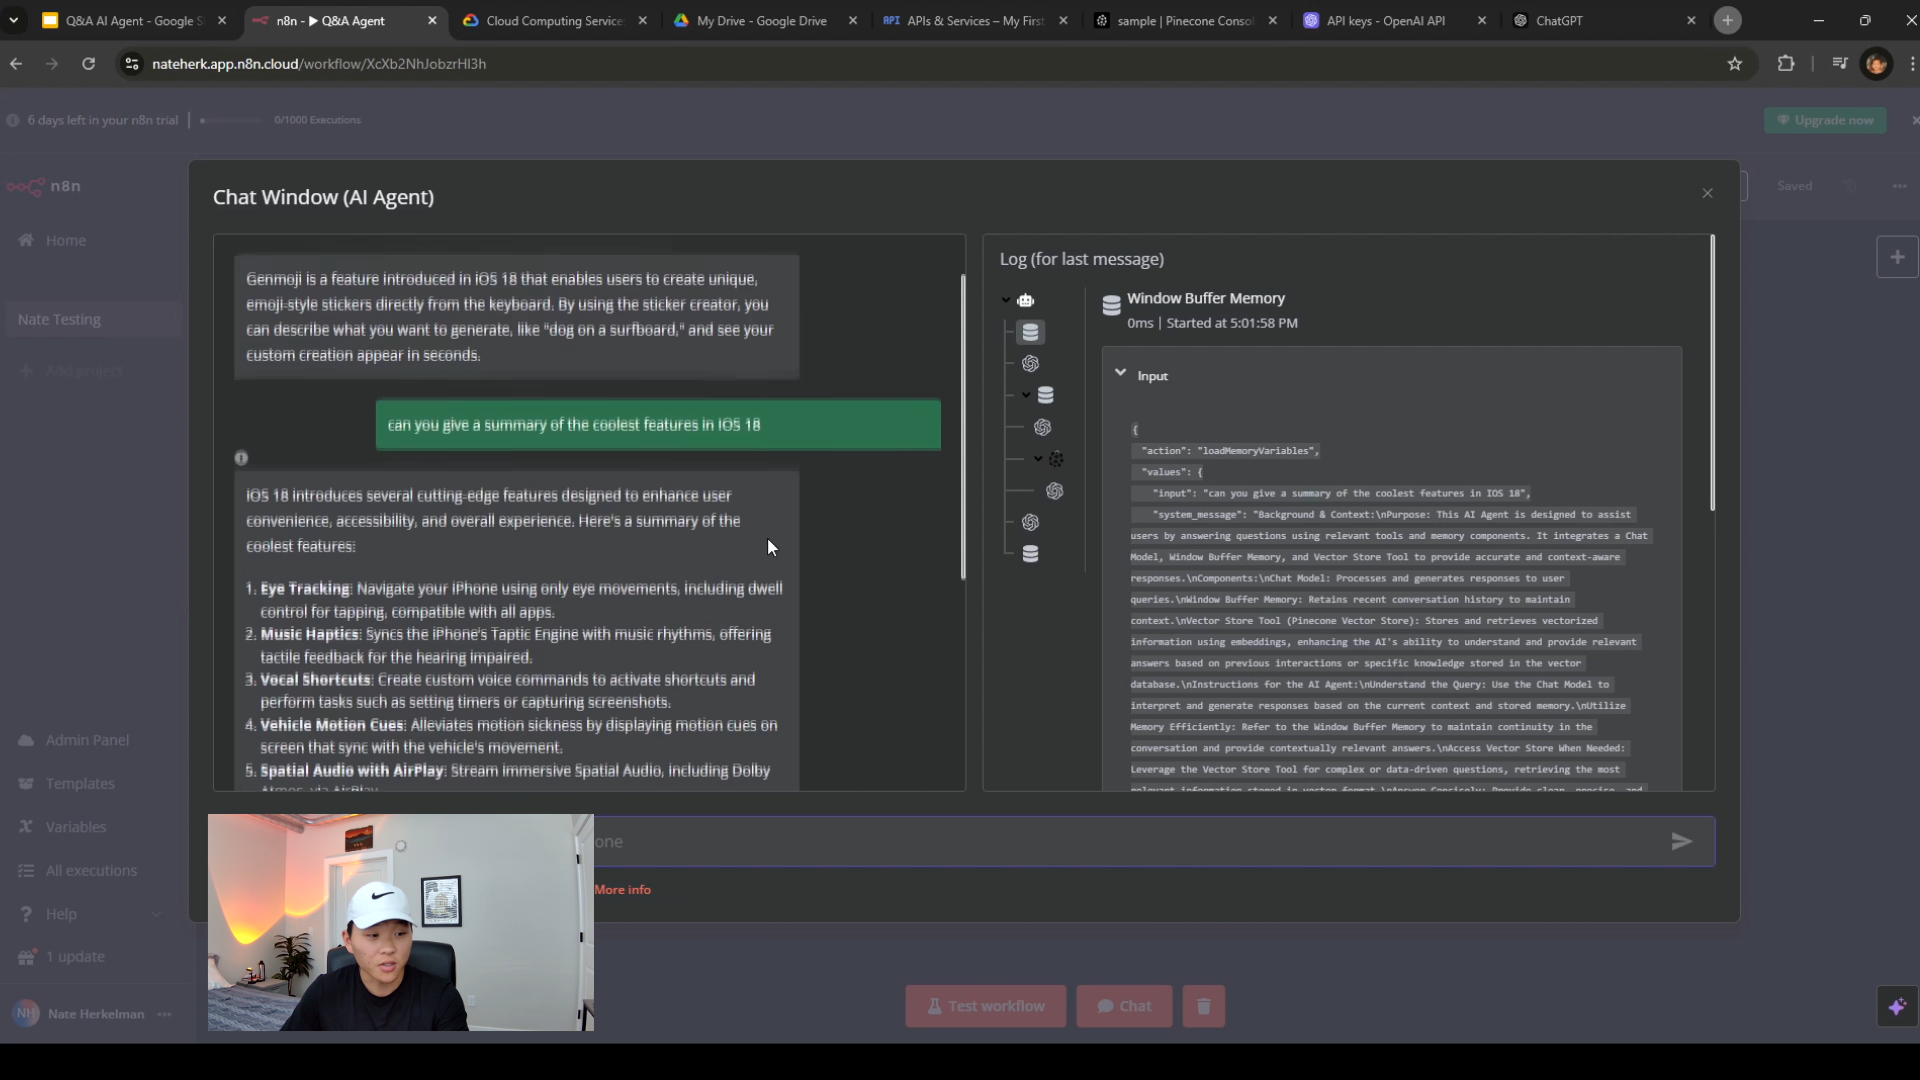 Q&A AI Agent - Google S
n8n - ▶ Q&A Agent
Cloud Computing Service
My Drive - Google Drive
API APIs & Services – My First
sample | Pinecone Conso
API keys - OpenAI API
ChatGPT
nateherk.app.n8n.cloud/workflow/XcXb2NhJobzrHI3h
6 days left in your n8n trial
0/1000 Executions
Upgrade now
n8n
Saved
Home
Nate Testing
Add project
Admin Panel
Templates
Variables
All executions
Help
1 update
NH Nate Herkelman
Chat Window (AI Agent)
Genmoji is a feature introduced in iOS 18 that enables users to create unique,
emoji-style stickers directly from the keyboard. By using the sticker creator, you
can describe what you want to generate, like "dog on a surfboard," and see your
custom creation appear in seconds.
can you give a summary of the coolest features in IOS 18
iOS 18 introduces several cutting-edge features designed to enhance user
convenience, accessibility, and overall experience. Here's a summary of the
coolest features:
1. Eye Tracking: Navigate your iPhone using only eye movements, including dwell
control for tapping, compatible with all apps.
2. Music Haptics: Syncs the iPhone's Taptic Engine with music rhythms, offering
tactile feedback for the hearing impaired.
3. Vocal Shortcuts: Create custom voice commands to activate shortcuts and
perform tasks such as setting timers or capturing screenshots.
4. Vehicle Motion Cues: Alleviates motion sickness by displaying motion cues on
screen that sync with the vehicle's movement.
5. Spatial Audio with AirPlay: Stream immersive Spatial Audio, including Dolby
Atmos, via AirPlay
Log (for last message)
Window Buffer Memory
0ms | Started at 5:01:58 PM
Input
{
"action": "loadMemoryVariables",
"values": {
"input": "can you give a summary of the coolest features in IOS 18",
"system_message": "Background & Context:\nPurpose: This AI Agent is designed to assist
users by answering questions using relevant tools and memory components. It integrates a Chat
Model, Window Buffer Memory, and Vector Store Tool to provide accurate and context-aware
responses.\nComponents:\nChat Model: Processes and generates responses to user
queries.\nWindow Buffer Memory: Retains recent conversation history to maintain
context.\nVector Store Tool (Pinecone Vector Store): Stores and retrieves vectorized
information using embeddings, enhancing the AI's ability to understand and provide relevant
answers based on previous interactions or specific knowledge stored in the vector
database.\nInstructions for the AI Agent:\nUnderstand the Query: Use the Chat Model to
interpret and generate responses based on the current context and stored memory.\nUtilize
Memory Efficiently: Refer to the Window Buffer Memory to maintain continuity in the
conversation and provide contextually relevant answers.\nAccess Vector Store When Needed:
Leverage the Vector Store Tool for complex or data-driven questions, retrieving the most
relevant information stored in vector format.\nAnswer Concisely: Provide clean, precise, and
one
More info
Test workflow
Chat